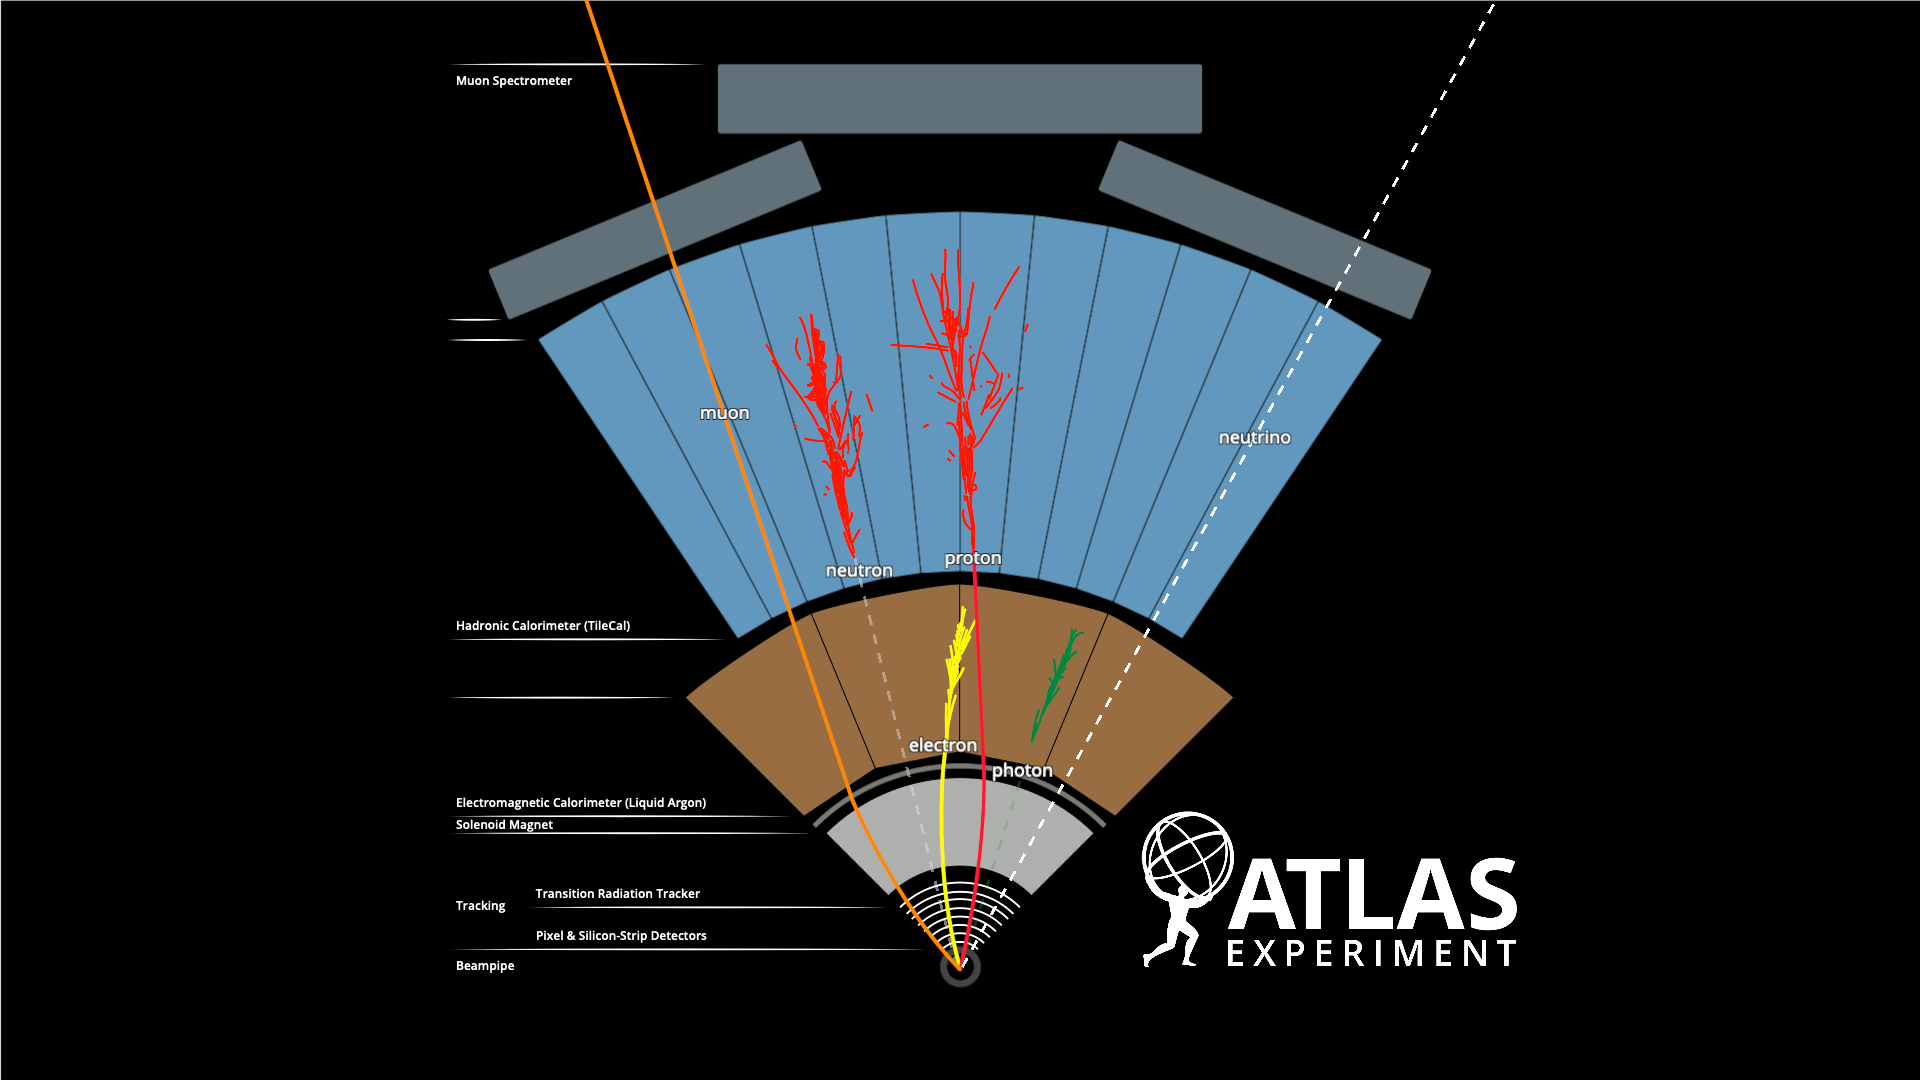 Muon Spectrometer
muon
neutrino
proton
neutron
Hadronic Calorimeter (TileCal)
electron
photon
Electromagnetic Calorimeter (Liquid Argon)
Solenoid Magnet
Transition Radiation Tracker
Tracking
Pixel & Silicon-Strip Detectors
Beampipe
ATLAS
EXPERIMENT